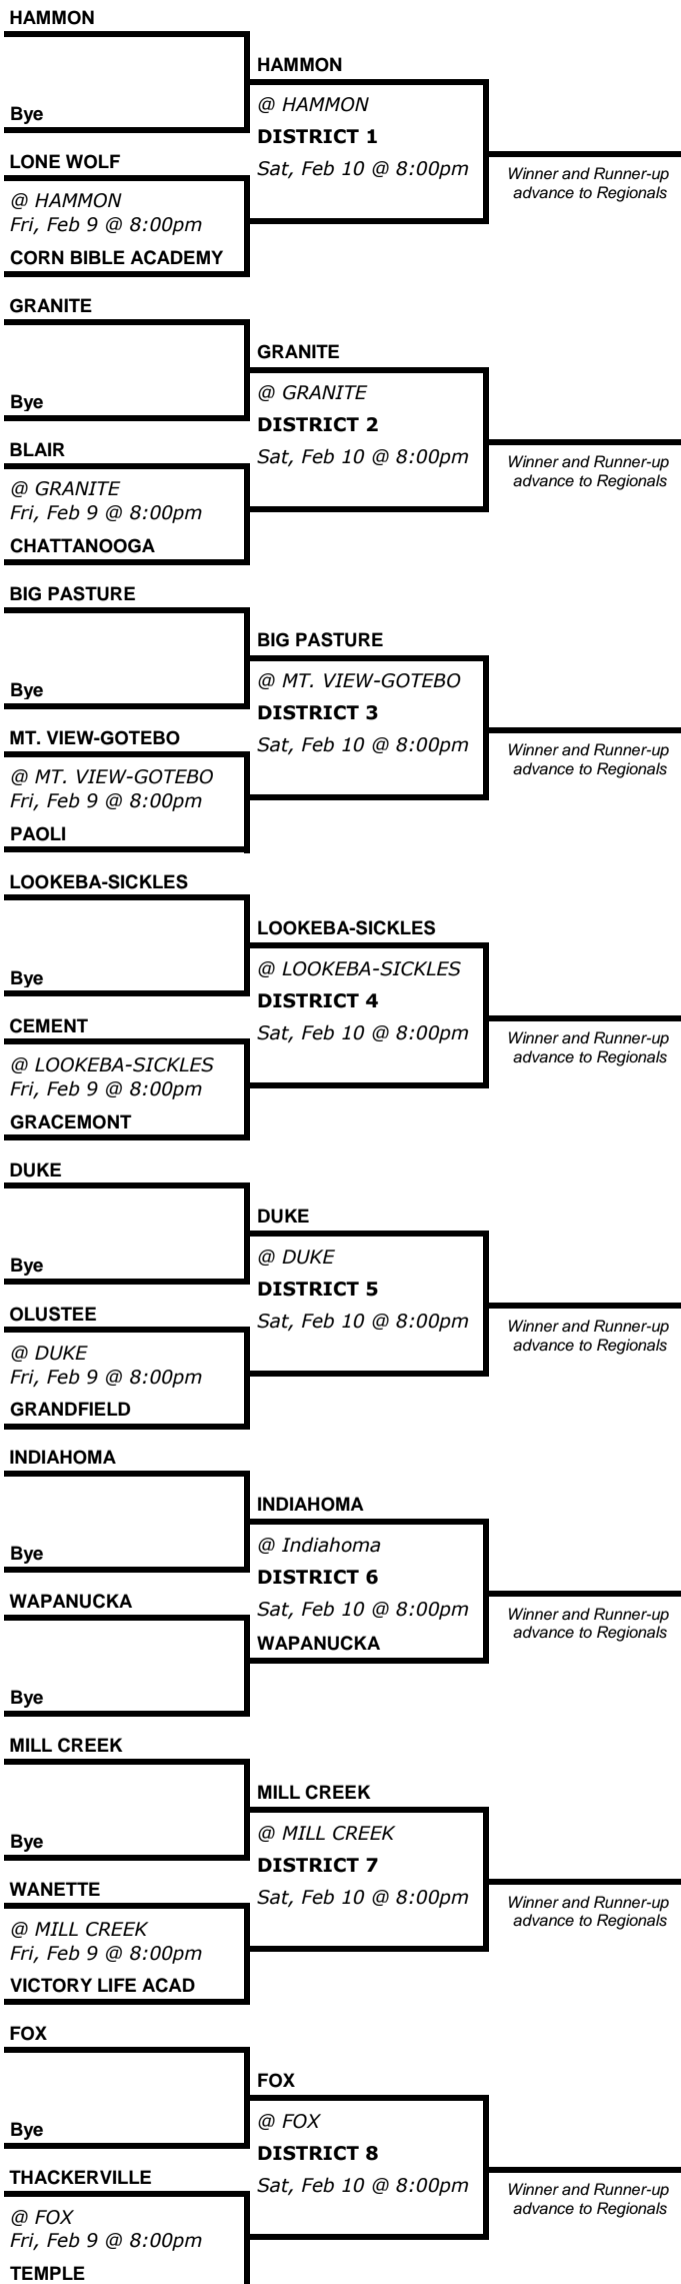 HAMMON
HAMMON
@ HAMMON
Bye
DISTRICT 1
LONE WOLF
Sat, Feb 10 @ 8:00pm
Winner and Runner-up
advance to Regionals
@ HAMMON
Fri, Feb 9 @ 8:00pm
CORN BIBLE ACADEMY
GRANITE
GRANITE
@ GRANITE
Bye
DISTRICT 2
BLAIR
Sat, Feb 10 @ 8:00pm
Winner and Runner-up
advance to Regionals
@ GRANITE
Fri, Feb 9 @ 8:00pm
CHATTANOOGA
BIG PASTURE
BIG PASTURE
@ MT. VIEW-GOTEBO
Bye
DISTRICT 3
MT. VIEW-GOTEBO
Sat, Feb 10 @ 8:00pm
Winner and Runner-up
advance to Regionals
@ MT. VIEW-GOTEBO
Fri, Feb 9 @ 8:00pm
PAOLI
LOOKEBA-SICKLES
LOOKEBA-SICKLES
@ LOOKEBA-SICKLES
Bye
DISTRICT 4
CEMENT
Sat, Feb 10 @ 8:00pm
Winner and Runner-up
advance to Regionals
@ LOOKEBA-SICKLES
Fri, Feb 9 @ 8:00pm
GRACEMONT
DUKE
DUKE
@ DUKE
Bye
DISTRICT 5
OLUSTEE
Sat, Feb 10 @ 8:00pm
Winner and Runner-up
advance to Regionals
@ DUKE
Fri, Feb 9 @ 8:00pm
GRANDFIELD
INDIAHOMA
INDIAHOMA
@ Indiahoma
Bye
DISTRICT 6
WAPANUCKA
Sat, Feb 10 @ 8:00pm
Winner and Runner-up
advance to Regionals
WAPANUCKA
Bye
MILL CREEK
MILL CREEK
@ MILL CREEK
Bye
DISTRICT 7
WANETTE
Sat, Feb 10 @ 8:00pm
Winner and Runner-up
advance to Regionals
@ MILL CREEK
Fri, Feb 9 @ 8:00pm
VICTORY LIFE ACAD
FOX
FOX
@ FOX
Bye
DISTRICT 8
THACKERVILLE
Sat, Feb 10 @ 8:00pm
Winner and Runner-up
advance to Regionals
@ FOX
Fri, Feb 9 @ 8:00pm
TEMPLE